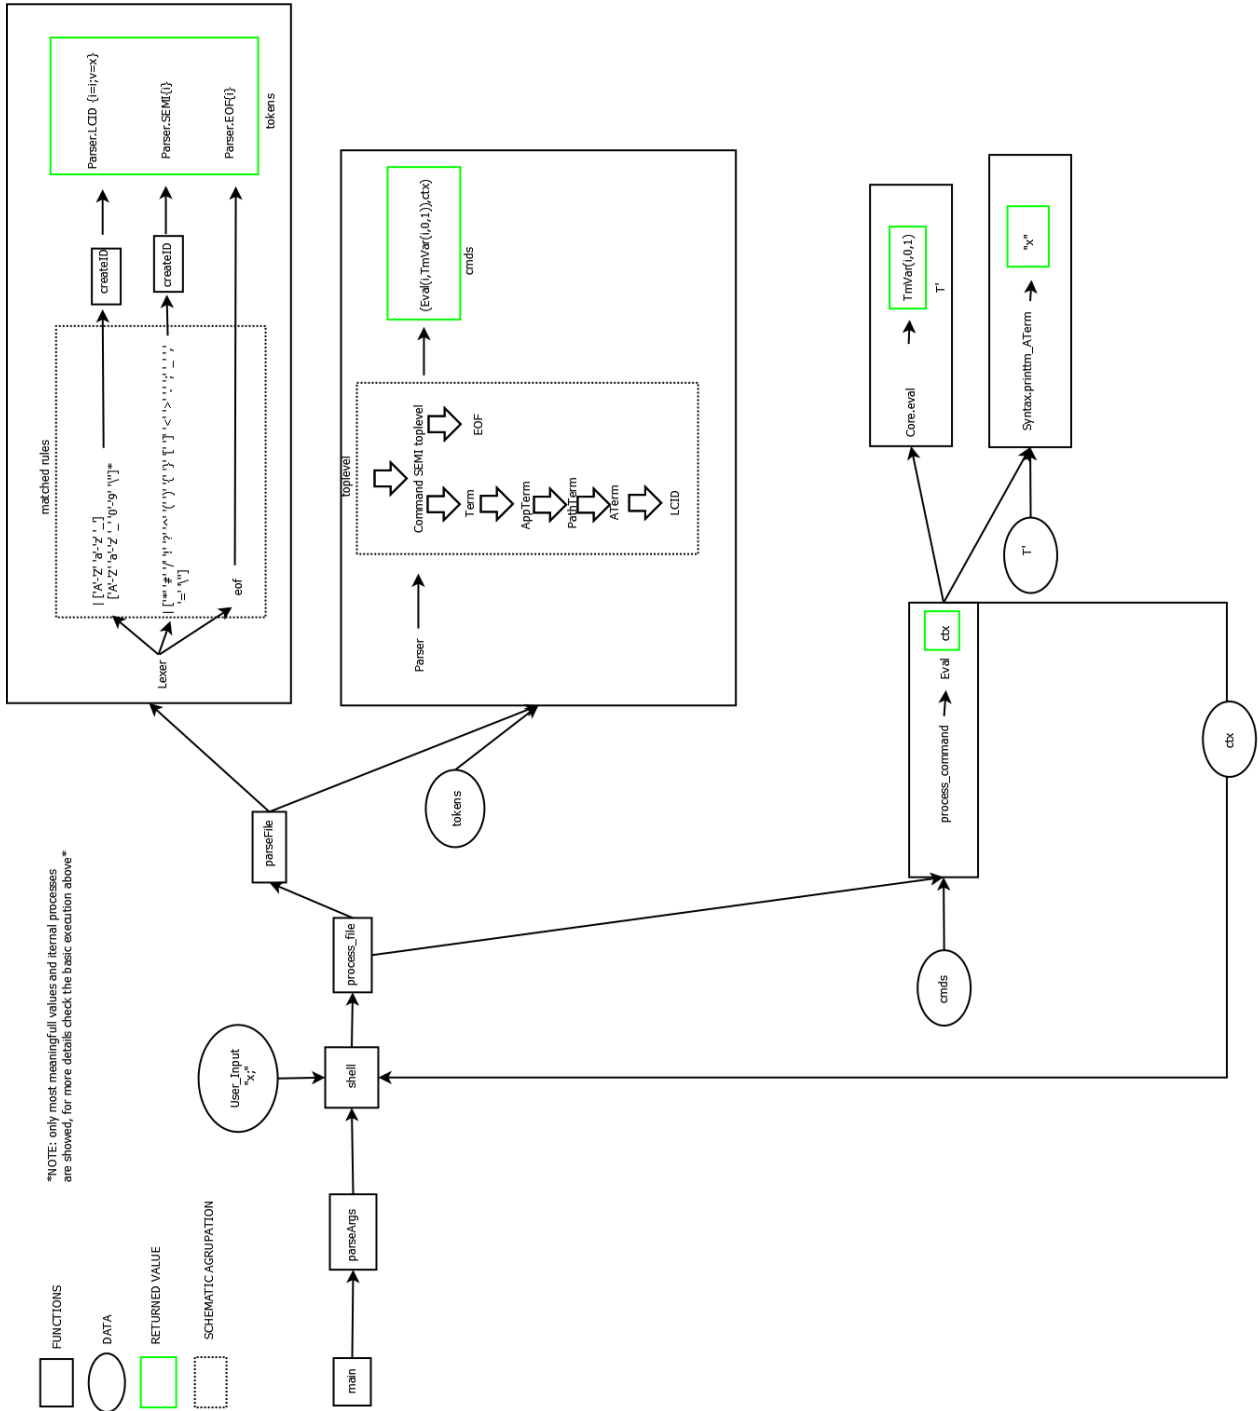 FUNCTIONS
DATA
RETURNED VALUE
SCHEMATIC AGRUPATION
*NOTE: only most meaningfull values and iternal processes
are showed, for more details check the basic execution above*
main
parseArgs
shell
User_Input
"x;"
process_file
parseFile
Lexer
matched rules
| ['A'-'Z' 'a'-'z' '_']
['A'-'Z' 'a'-'z' '_' '0'-'9' '\'']*
'=' '\'']
eof
createID
createID
Parser.LCID {i=i;v=x}
Parser.SEMI{i}
Parser.EOF{i}
tokens
tokens
Parser
toplevel
Command SEMI toplevel
Term
EOF
AppTerm
PathTerm
ATerm
LCID
(Eval(i,TmVar(i,0,1)),ctx)
cmds
cmds
process_command
Eval
ctx
T'
Core.eval
TmVar(i,0,1)
T'
Syntax.printtm_ATerm
"x"
ctx